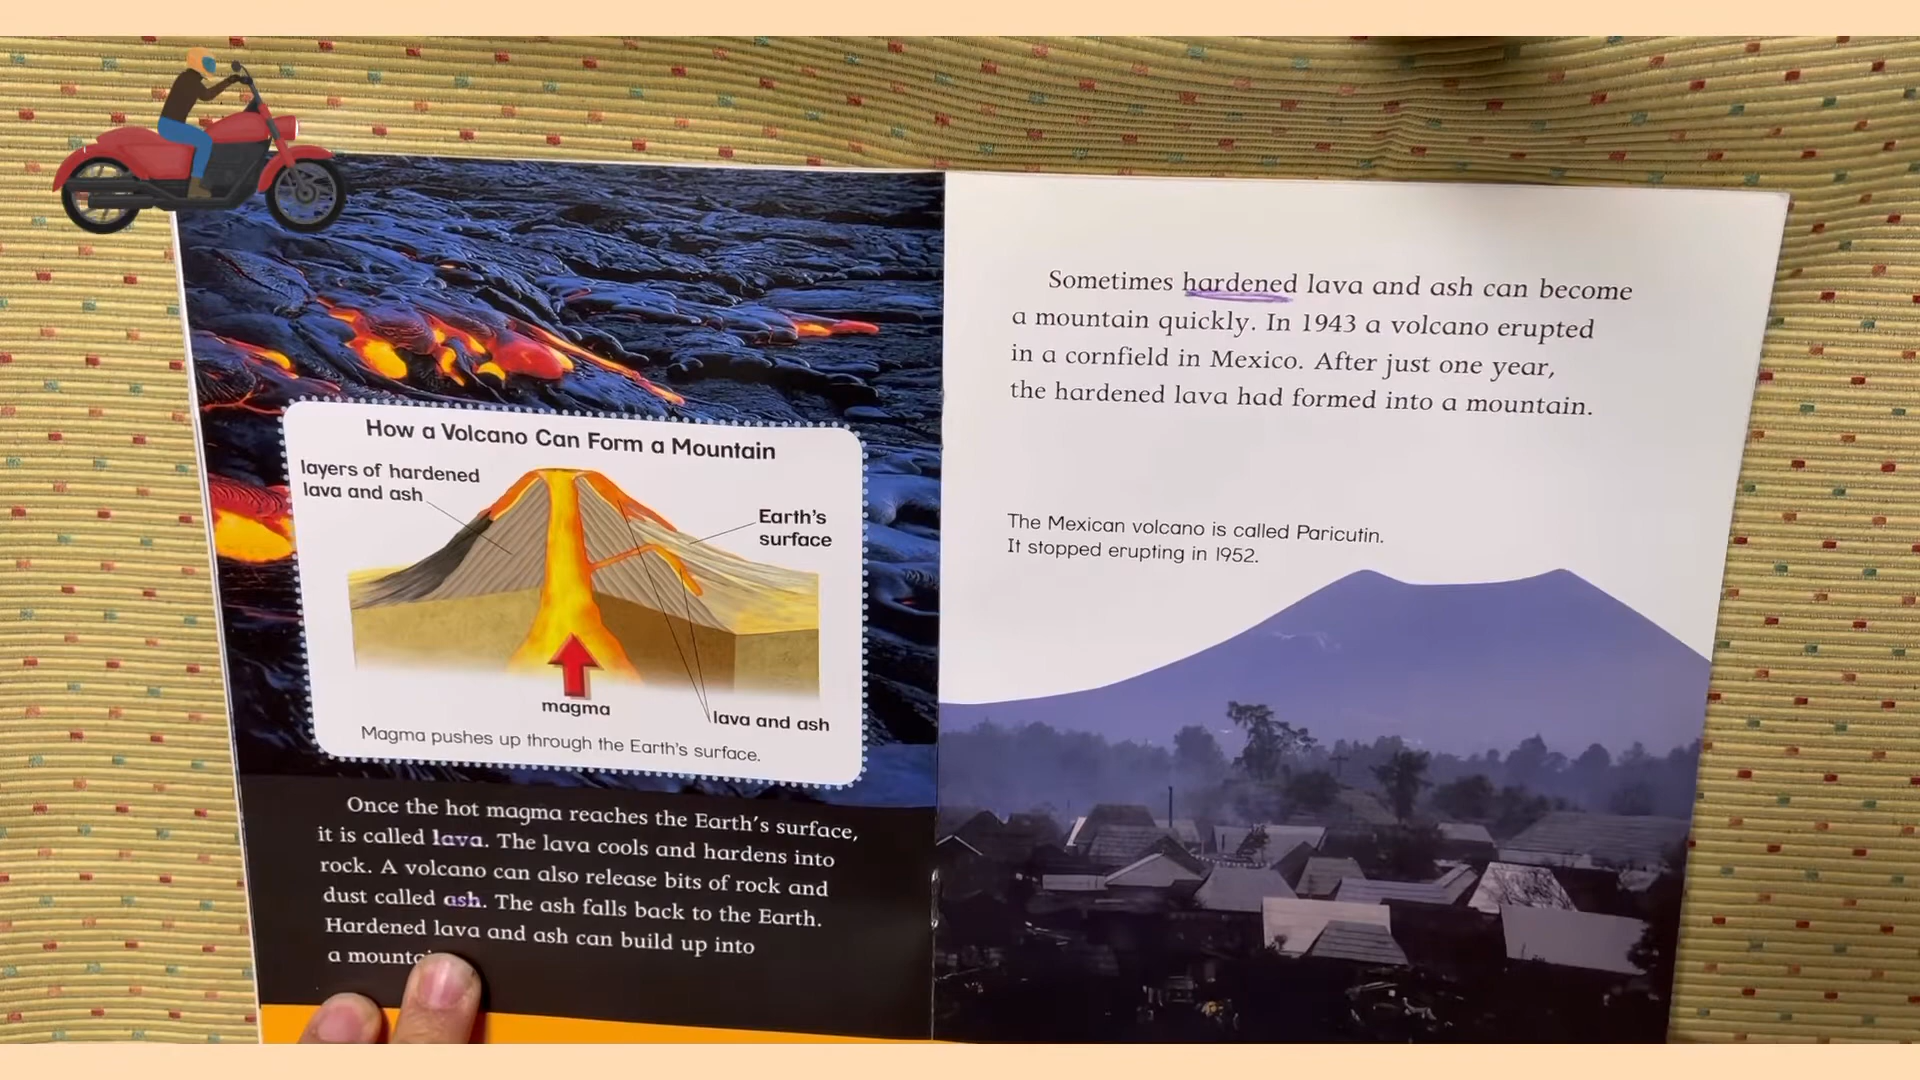 How a Volcano Can Form a Mountain
layers of hardened
lava and ash
Earth's
surface
magma
lava and ash
Magma pushes up through the Earth's surface.
Once the hot magma reaches the Earth's surface,
it is called lava. The lava cools and hardens into
rock. A volcano can also release bits of rock and
dust called ash. The ash falls back to the Earth.
Hardened lava and ash can build up into
a
Sometimes hardened lava and ash can become
a mountain quickly. In 1943 a volcano erupted
in a cornfield in Mexico. After just one year,
the hardened lava had formed into a mountain.
The Mexican volcano is called Paricutin.
It stopped erupting in 1952.